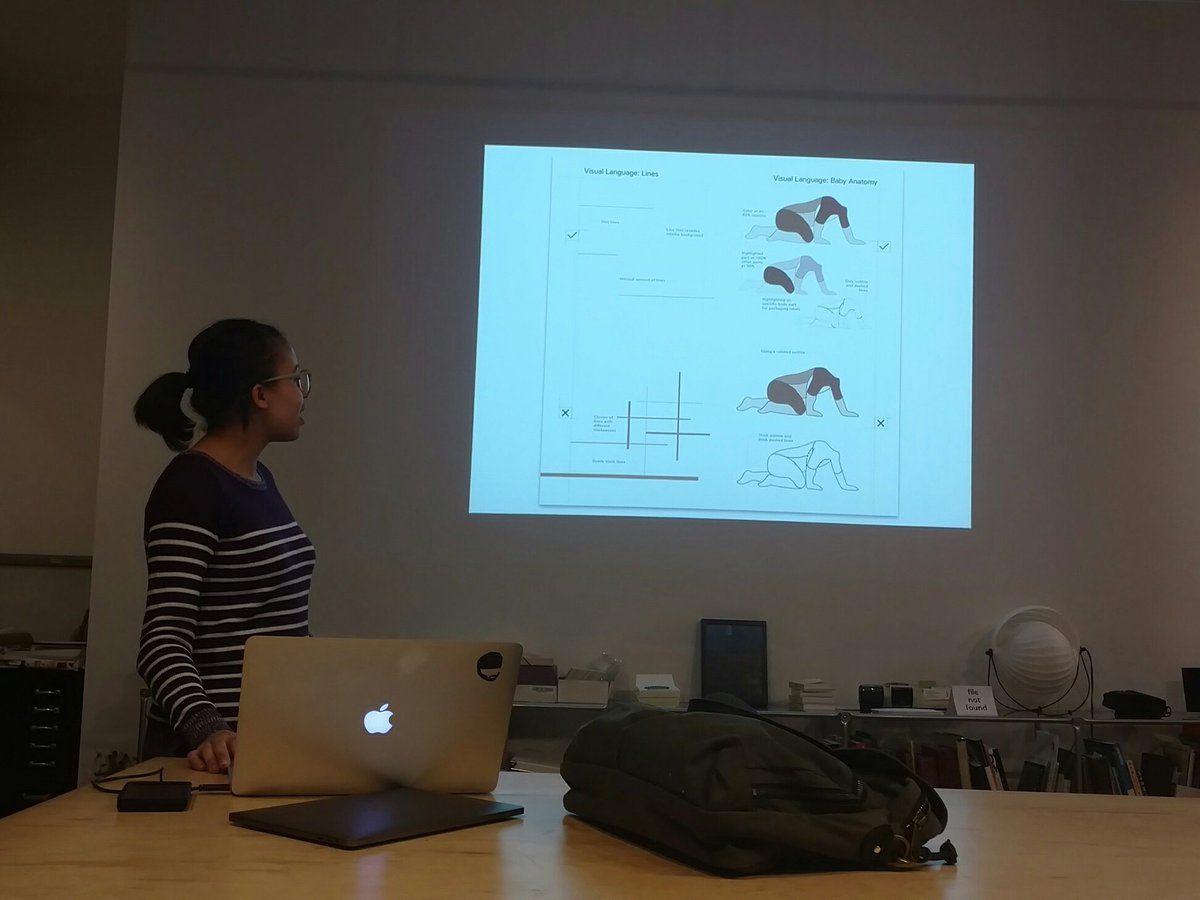 Visual Language: Lines
Thin lines
Line that recedes
into the background
Minimal amount of lines
Cluster of
lines with
different
thicknesses
Overly thick lines
Visual Language: Baby Anatomy
Color at an
80% opacity
Highlighted
part at 100%
other parts
at 50%
Only outline
and dashed
lines
Highlighting an
specific body part
for packaging labels
Using a colored outline
Thick outline and
thick dashed lines
file
not
found